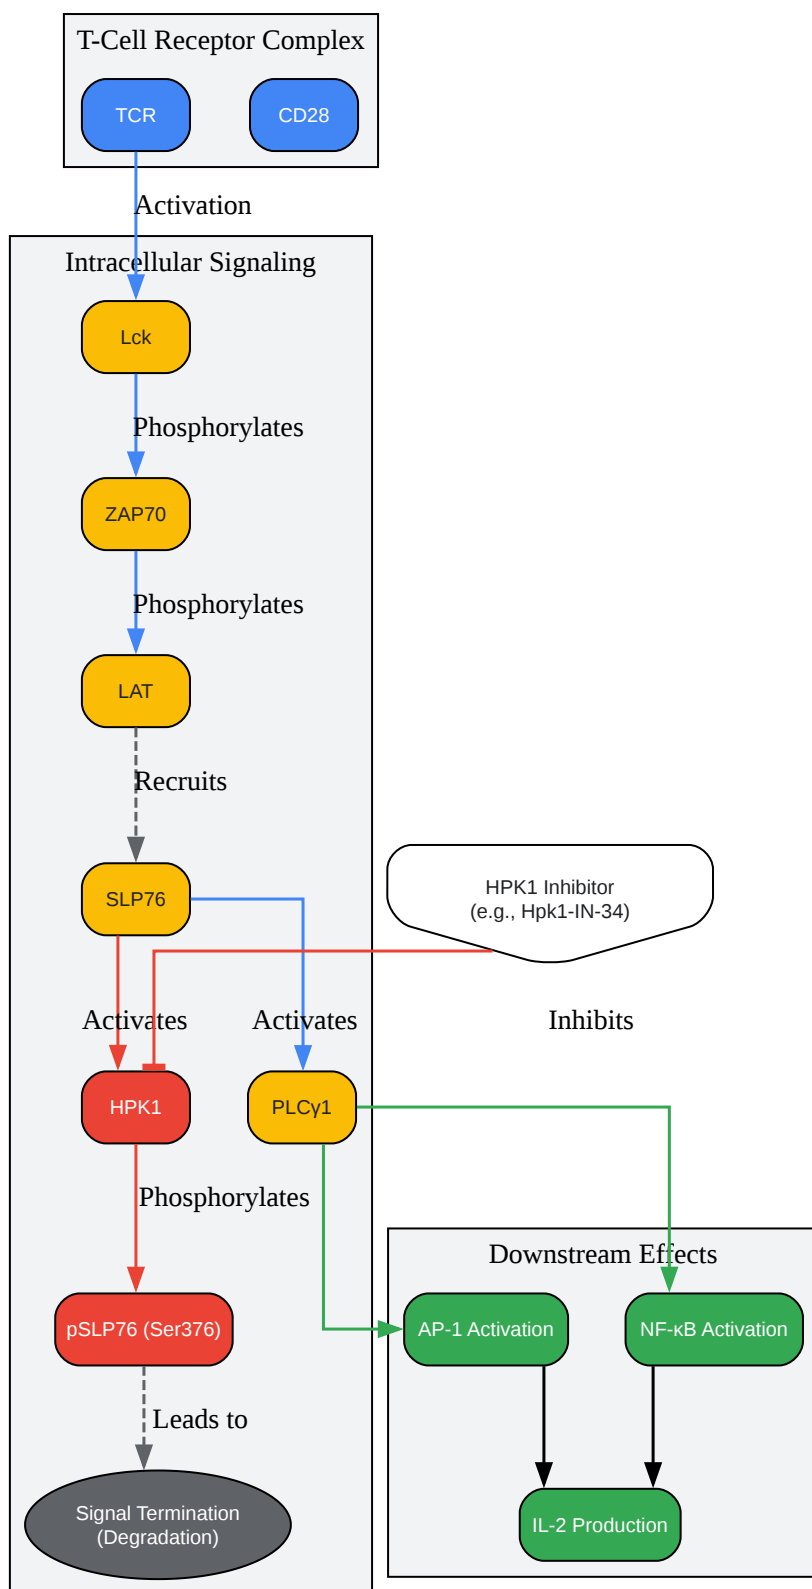 T-Cell Receptor Complex
TCR
CD28
Activation
Intracellular Signaling
Lck
Phosphorylates
ZAP70
Phosphorylates
LAT
Recruits
SLP76
HPK1 Inhibitor
(e.g., Hpk1-IN-34)
Activates
Activates
Inhibits
HPK1
PLCγ1
Phosphorylates
Downstream Effects
pSLP76 (Ser376)
AP-1 Activation
NF-κB Activation
Leads to
Signal Termination
(Degradation)
IL-2 Production